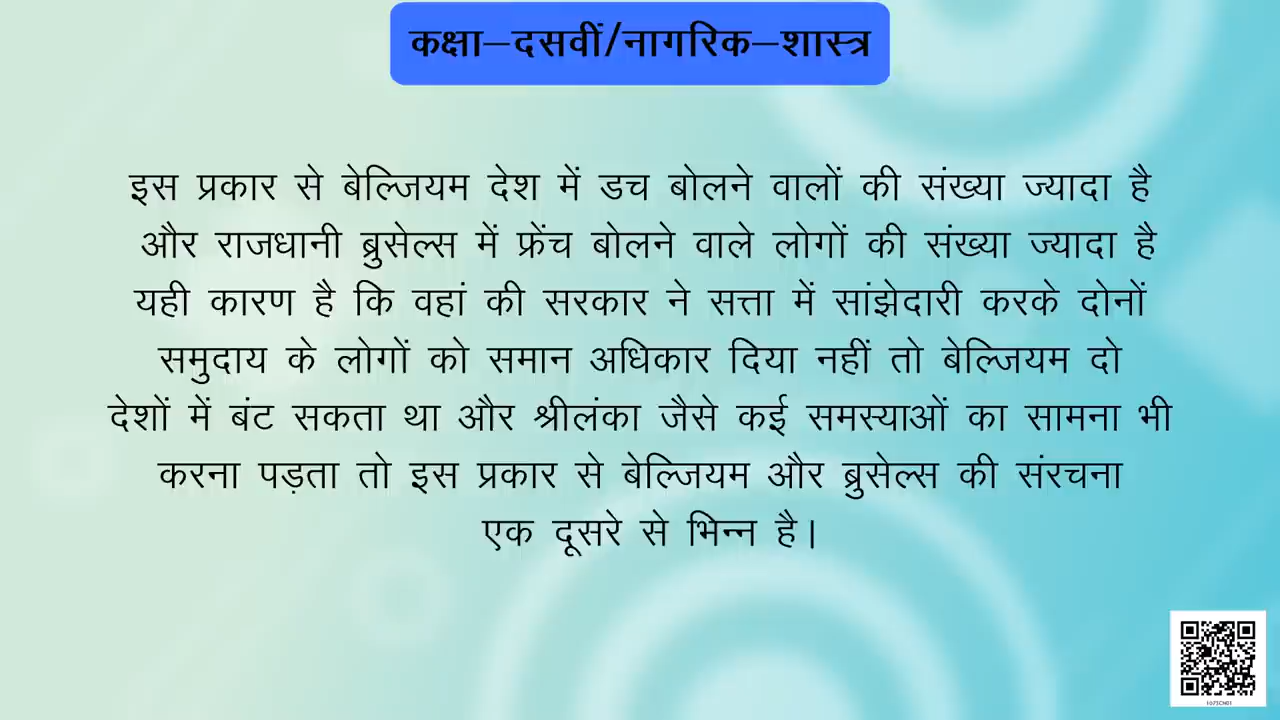 कक्षा–दसवीं/नागरिक–शास्त्र
इस प्रकार से बेल्जियम देश में डच बोलने वालों की संख्या ज्यादा है
और राजधानी ब्रुसेल्स में फ्रेंच बोलने वाले लोगों की संख्या ज्यादा है
यही कारण है कि वहां की सरकार ने सत्ता में सांझेदारी करके दोनों
समुदाय के लोगों को समान अधिकार दिया नहीं तो बेल्जियम दो
देशों में बंट सकता था और श्रीलंका जैसे कई समस्याओं का सामना भी
करना पड़ता तो इस प्रकार से बेल्जियम और ब्रुसेल्स की संरचना
एक दूसरे से भिन्न है।
1073CH01